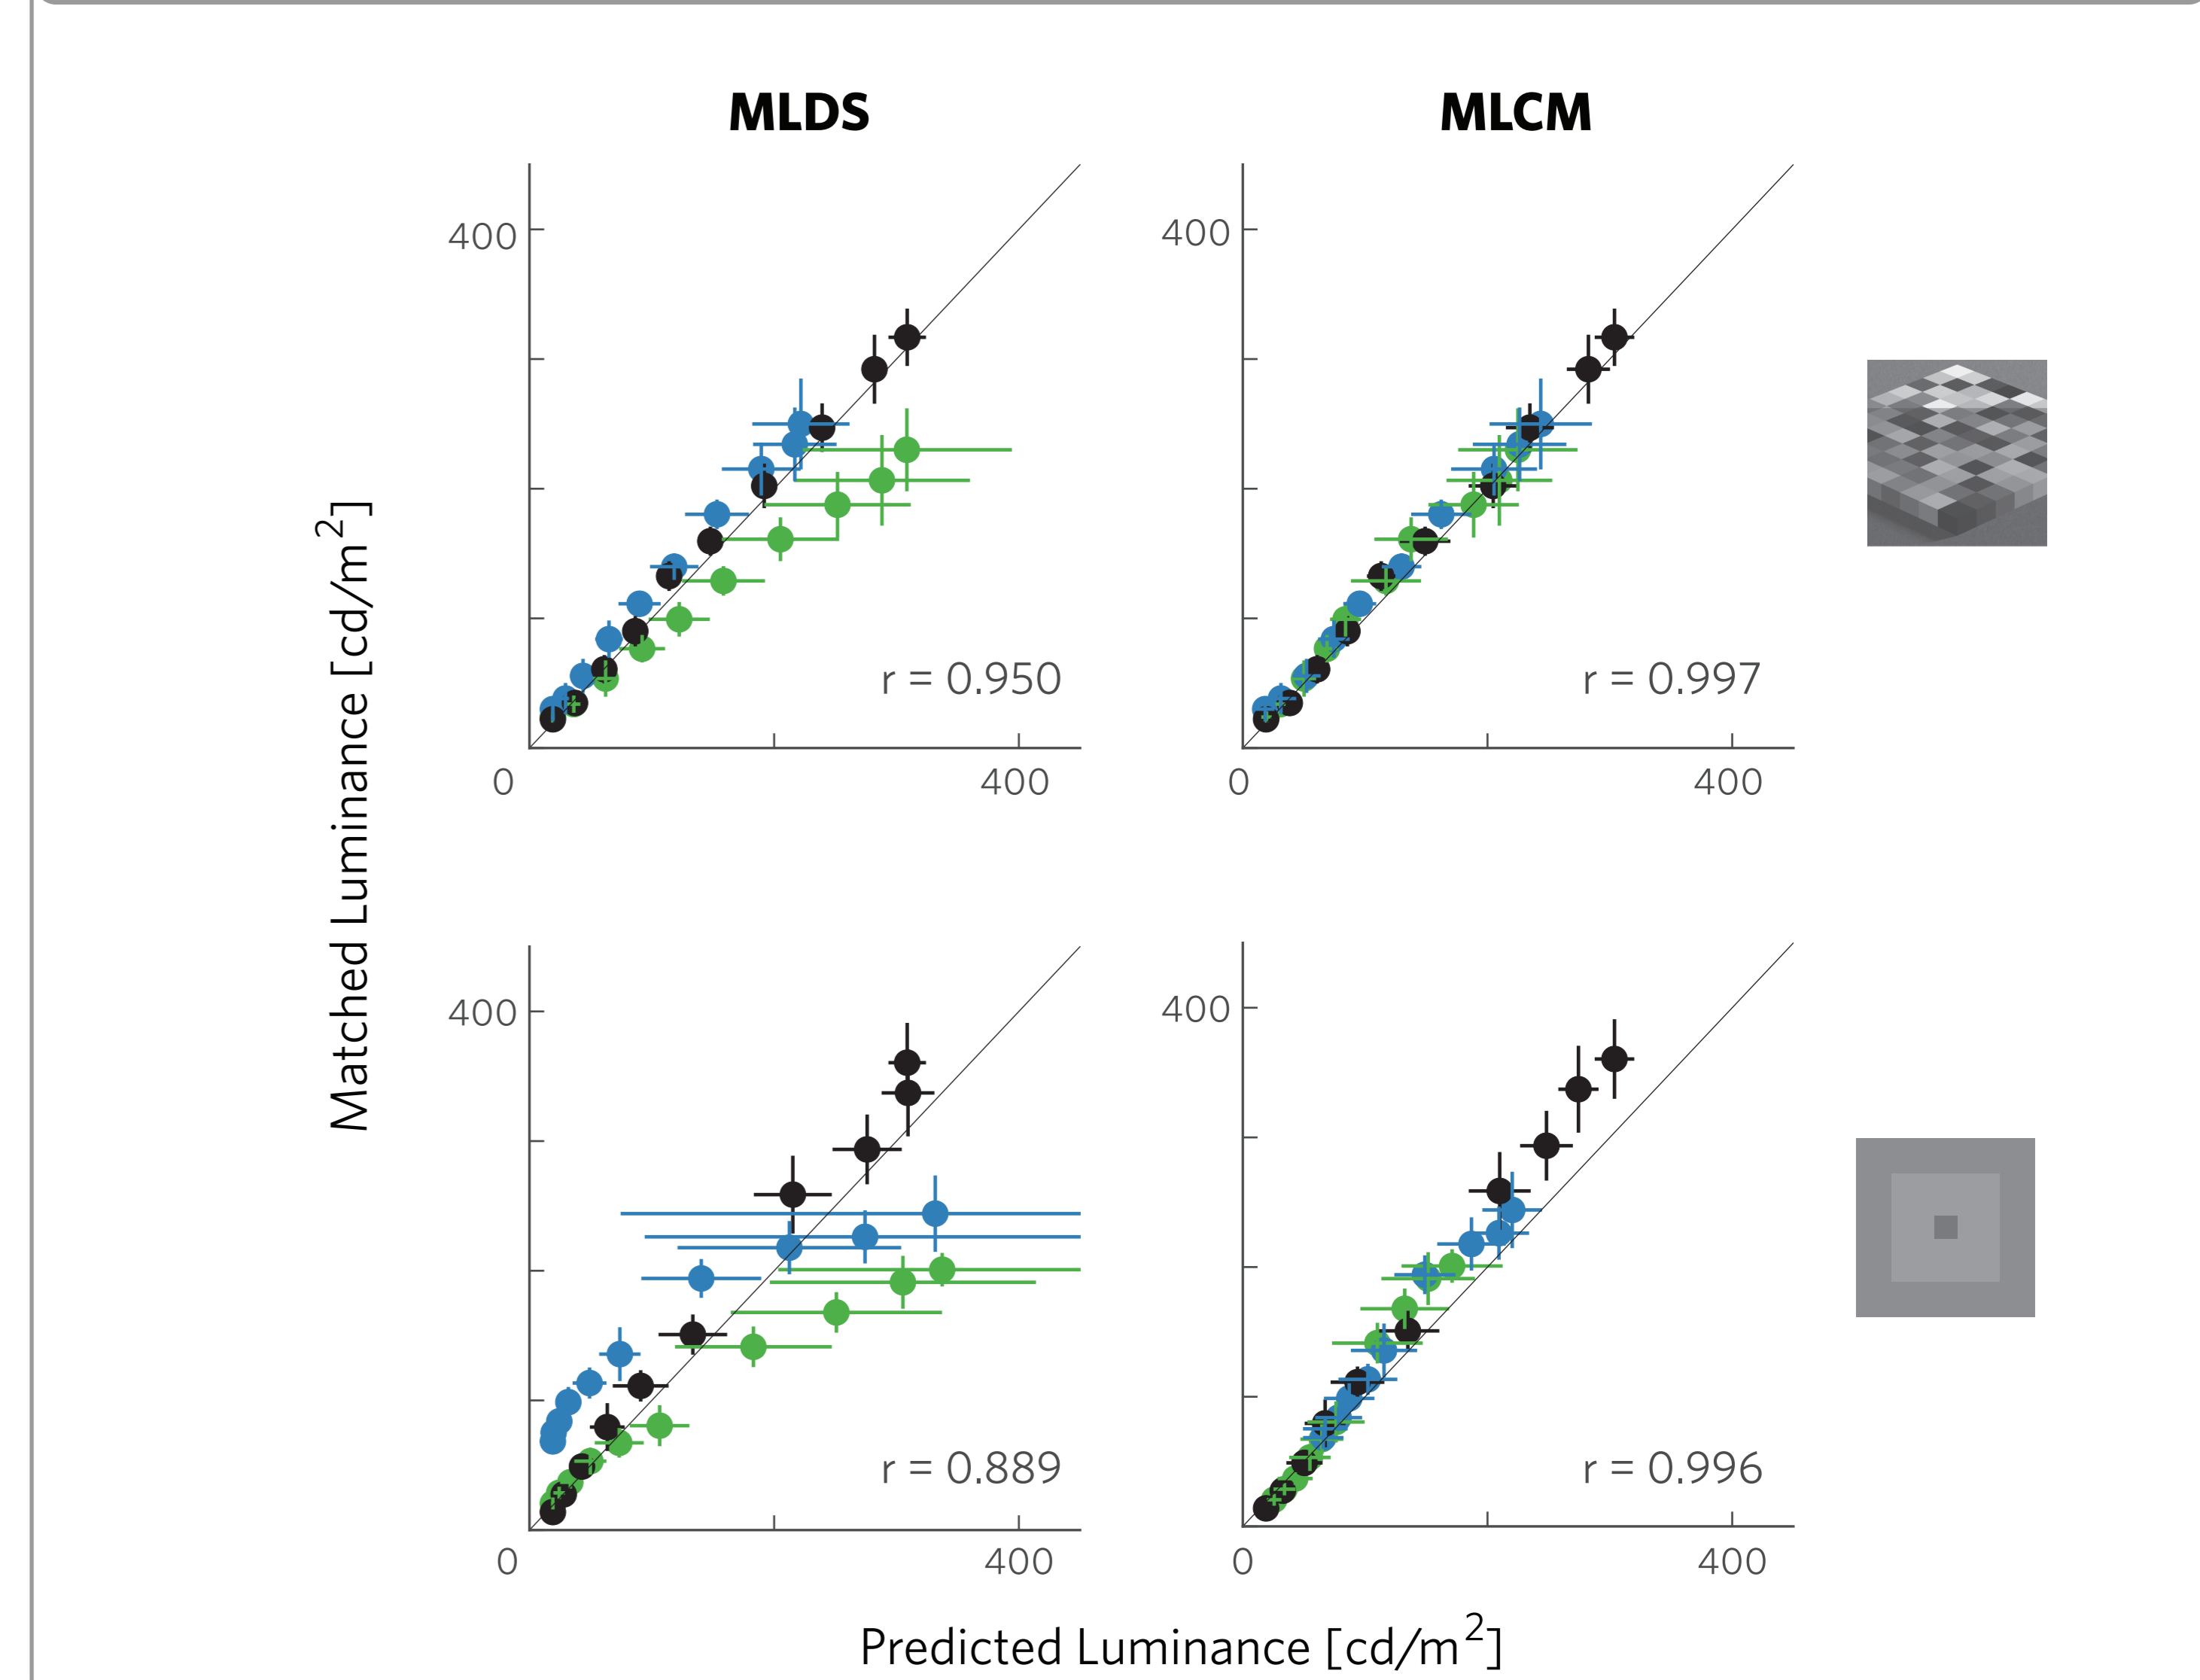 MLDS MLCM
400 400
r = 0.950 r = 0.997
0 400 0 400
Matched Luminance [cd/m²]
400 400
r = 0.889 r = 0.996
0 400 0 400
Predicted Luminance [cd/m²]